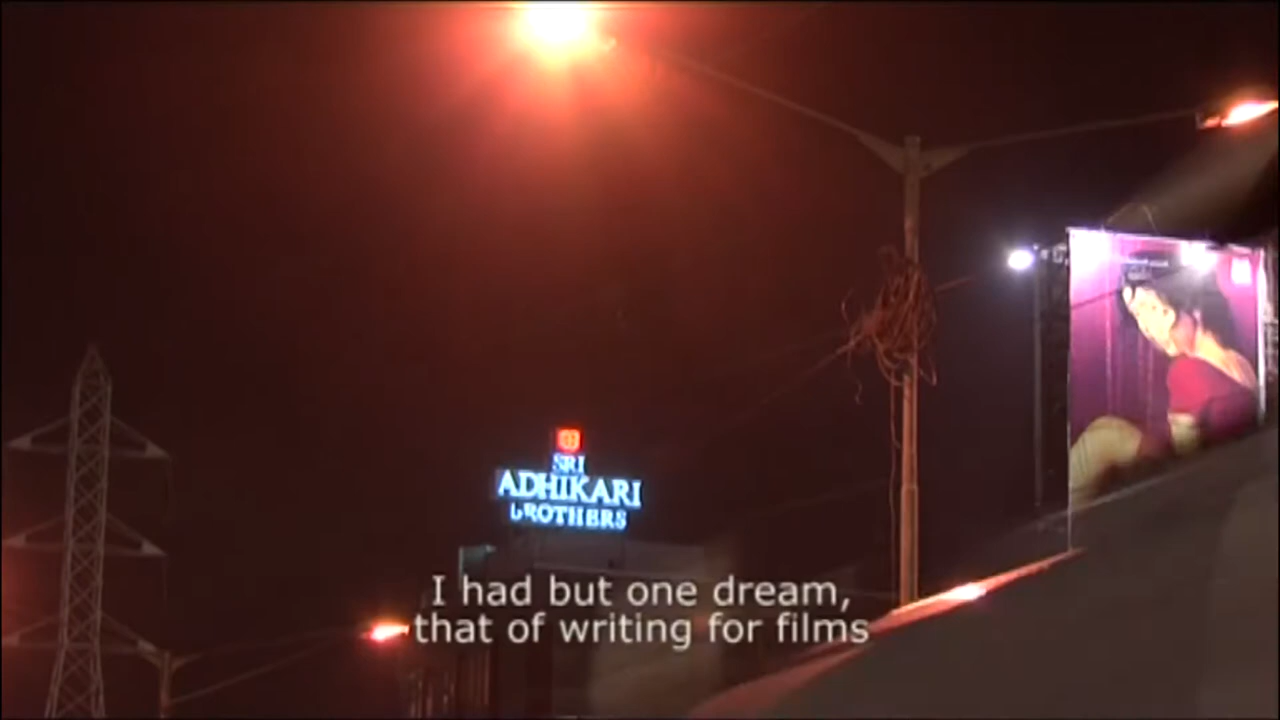 SRI
ADHIKARI
BROTHERS
I had but one dream,
that of writing for films